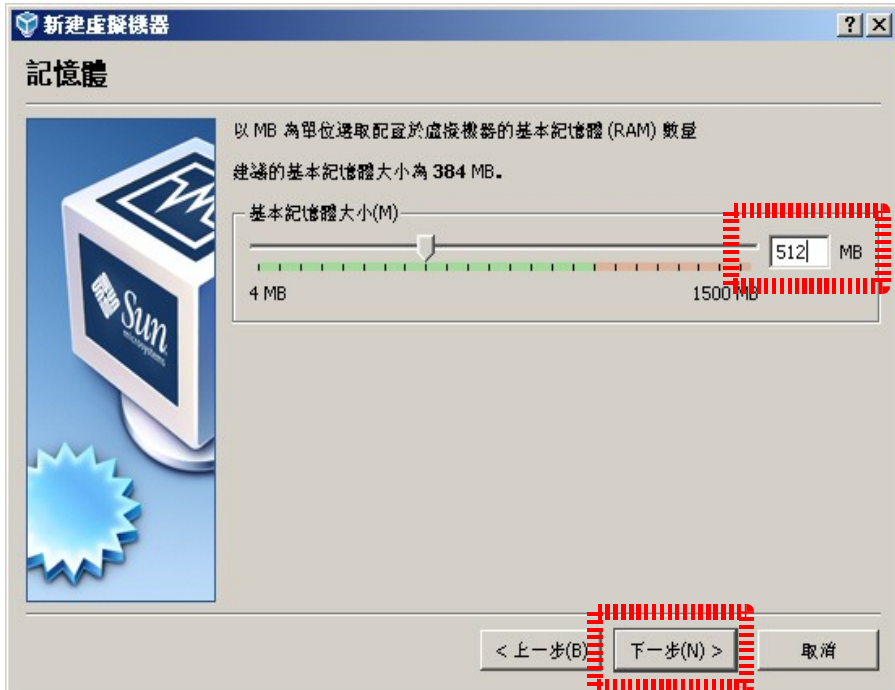 新建虛擬機器
記憶體
以 MB 為單位選取配置於虛擬機器的基本記憶體 (RAM) 數量
建議的基本記憶體大小為 384 MB。
基本記憶體大小(M)
512 MB
4 MB 1500 MB
Sun
microsystems
< 上一步(B) 下一步(N) > 取消